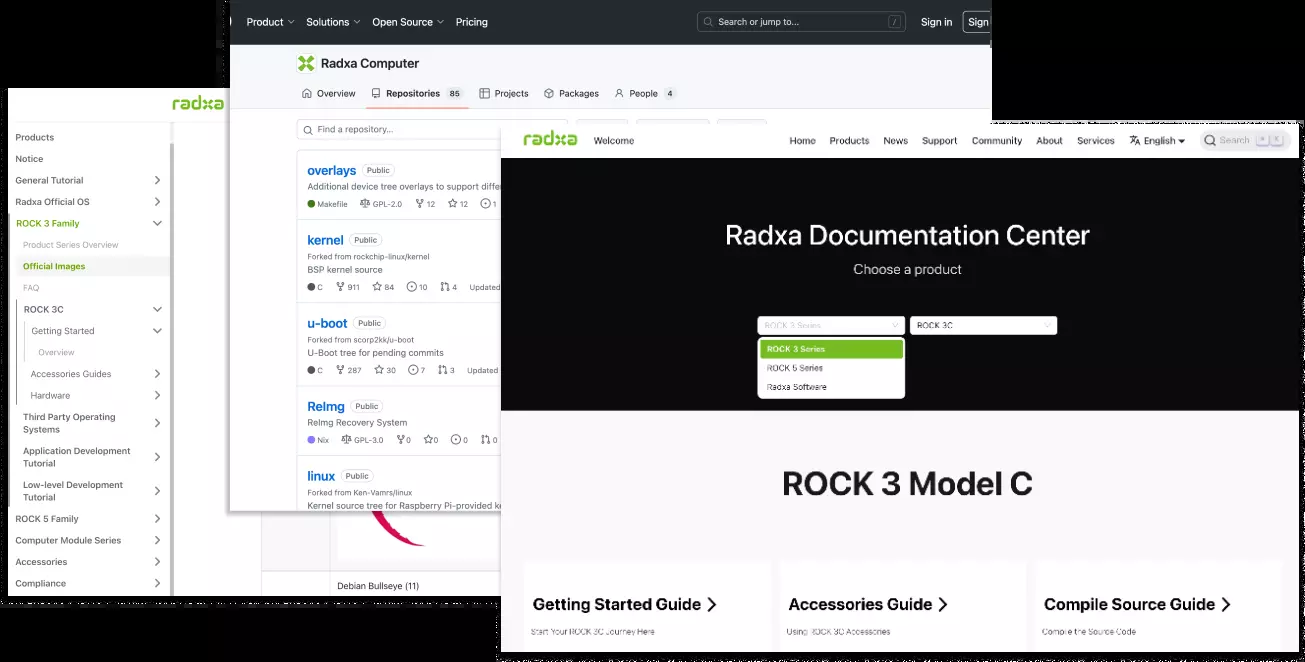 Product Solutions Open Source Pricing Search or jump to... / Sign in Sign
Radxa Computer
Overview Repositories 85 Projects Packages People 4
Find a repository...
overlays Public
Additional device tree overlays to support diffe
Makefile GPL-2.0 12 12 1
kernel Public
Forked from rockchip-linux/kernel
BSP kernel source
C 911 84 10 4 Updated
u-boot Public
Forked from scorp2kk/u-boot
U-Boot tree for pending commits
C 287 30 7 3 Updated
ReImg Public
ReImg Recovery System
Nix GPL-3.0 0 0 0 0
linux Public
Forked from Ken-Vamrs/linux
Kernel source tree for Raspberry Pi-provided ke
radxa
Products
Notice
General Tutorial
Radxa Official OS
ROCK 3 Family
Product Series Overview
Official Images
FAQ
ROCK 3C
Getting Started
Overview
Accessories Guides
Hardware
Third Party Operating
Systems
Application Development
Tutorial
Low-level Development
Tutorial
ROCK 5 Family
Computer Module Series
Accessories
Compliance
Debian Bullseye (11)
radxa Welcome Home Products News Support Community About Services English Search K
Radxa Documentation Center
Choose a product
ROCK 3 Series ROCK 3C
ROCK 3 Series
ROCK 5 Series
Radxa Software
ROCK 3 Model C
Getting Started Guide Accessories Guide Compile Source Guide
Start Your ROCK 3C Journey Here Using ROCK 3C Accessories Compile the Source Code